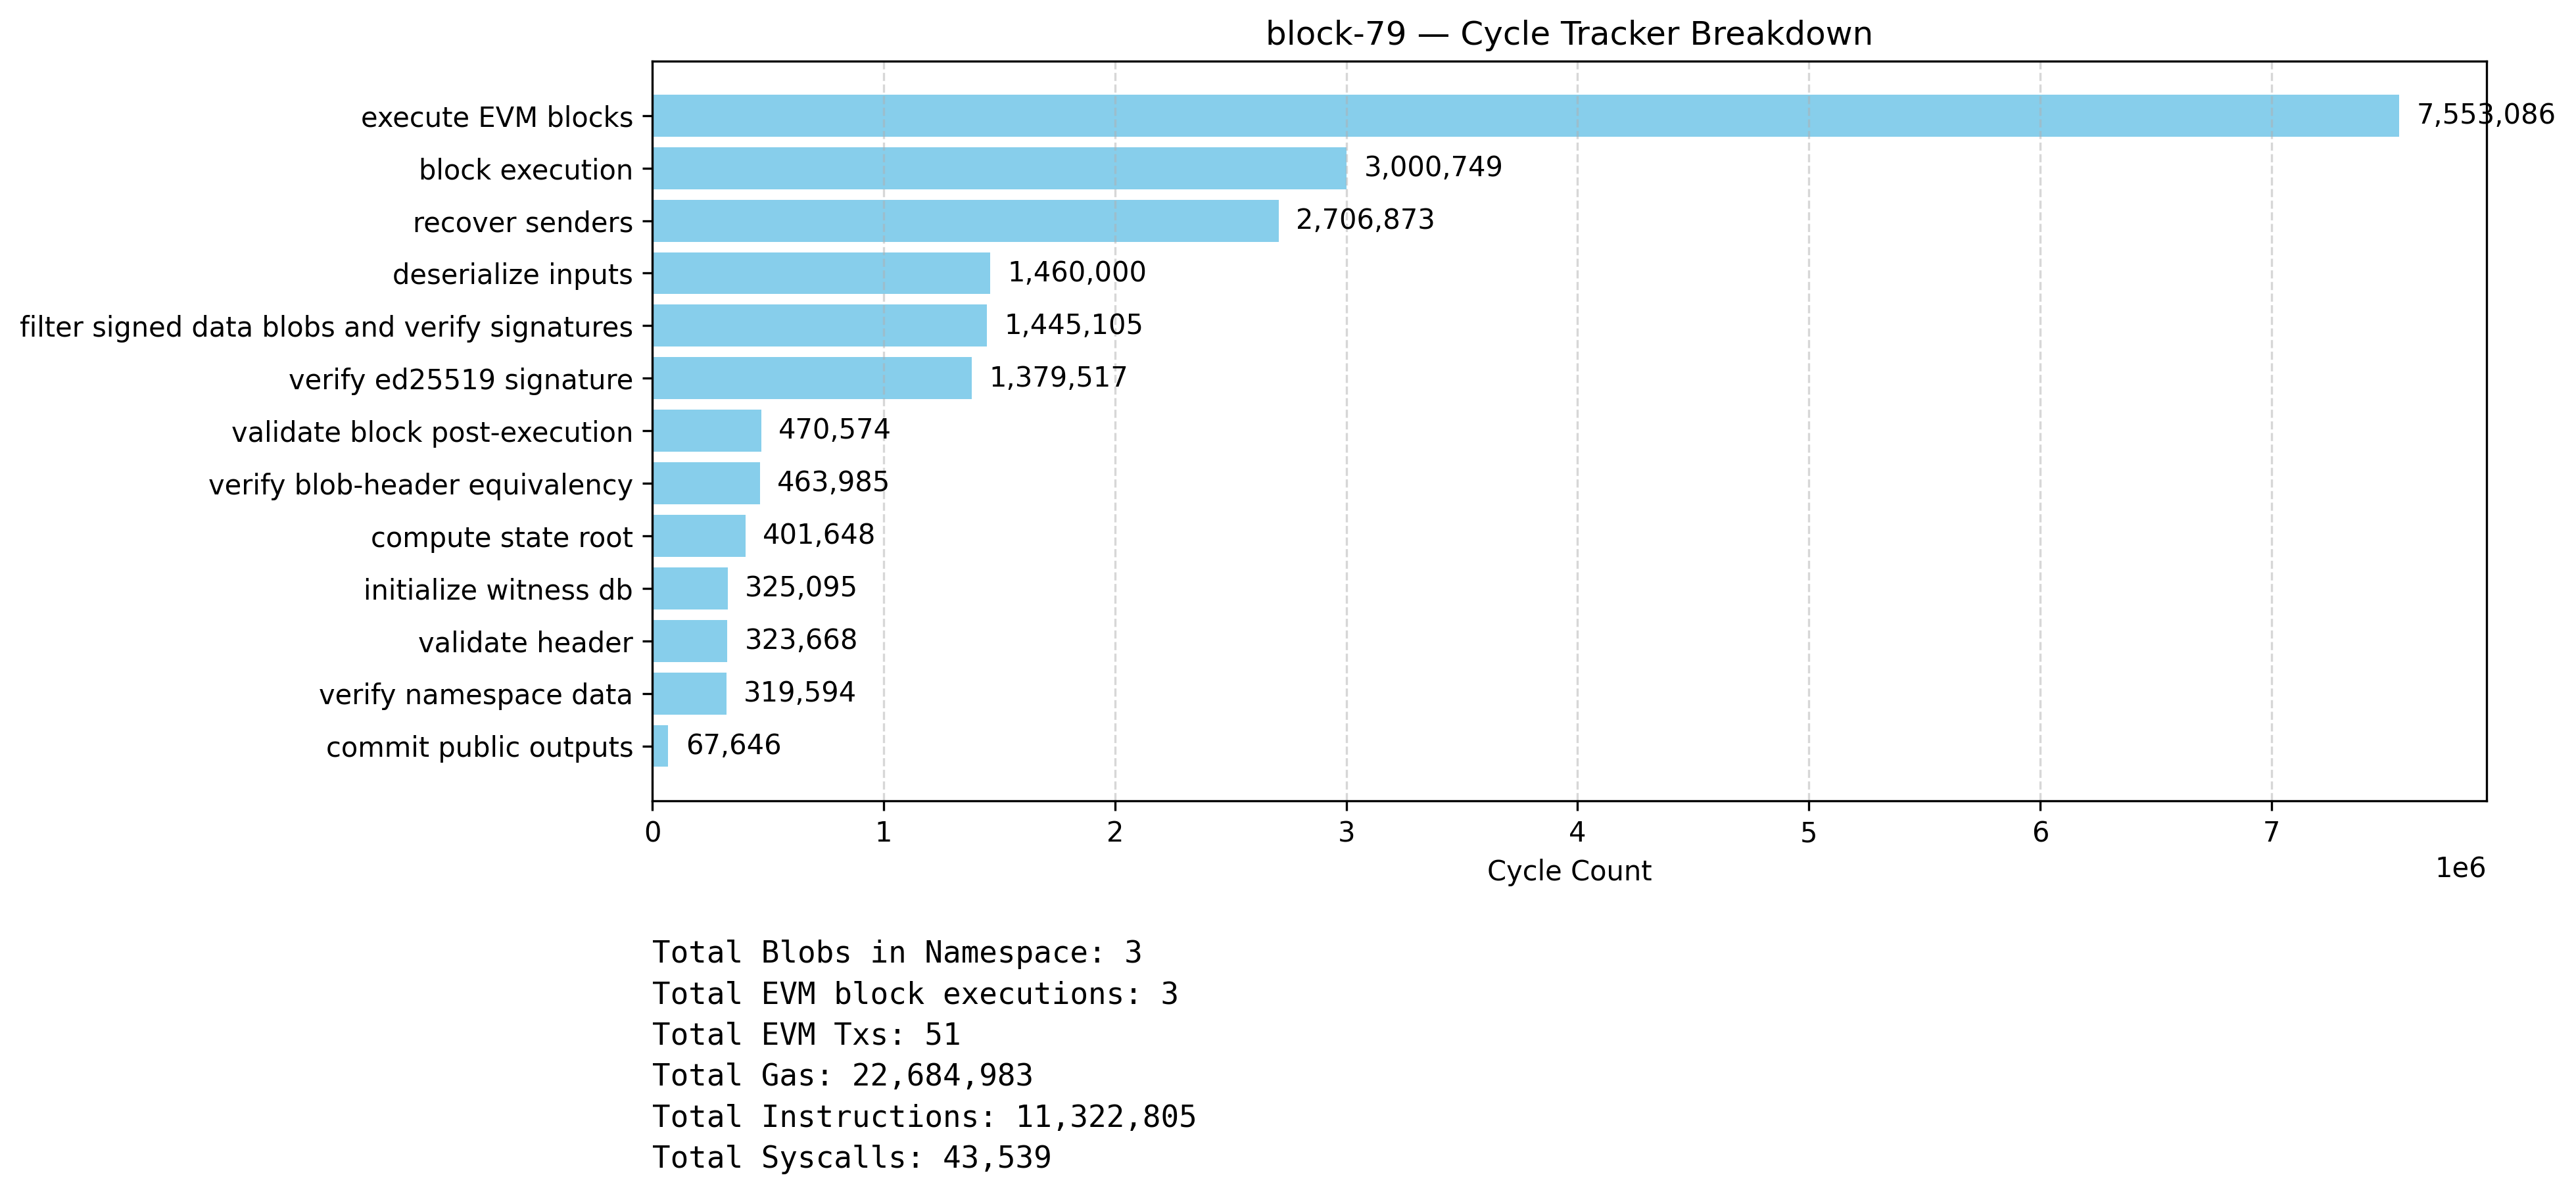 block-79 — Cycle Tracker Breakdown
execute EVM blocks 7,553,086
block execution 3,000,749
recover senders 2,706,873
deserialize inputs 1,460,000
filter signed data blobs and verify signatures 1,445,105
verify ed25519 signature 1,379,517
validate block post-execution 470,574
verify blob-header equivalency 463,985
compute state root 401,648
initialize witness db 325,095
validate header 323,668
verify namespace data 319,594
commit public outputs 67,646
0 1 2 3 4 5 6 7
Cycle Count 1e6
Total Blobs in Namespace: 3
Total EVM block executions: 3
Total EVM Txs: 51
Total Gas: 22,684,983
Total Instructions: 11,322,805
Total Syscalls: 43,539